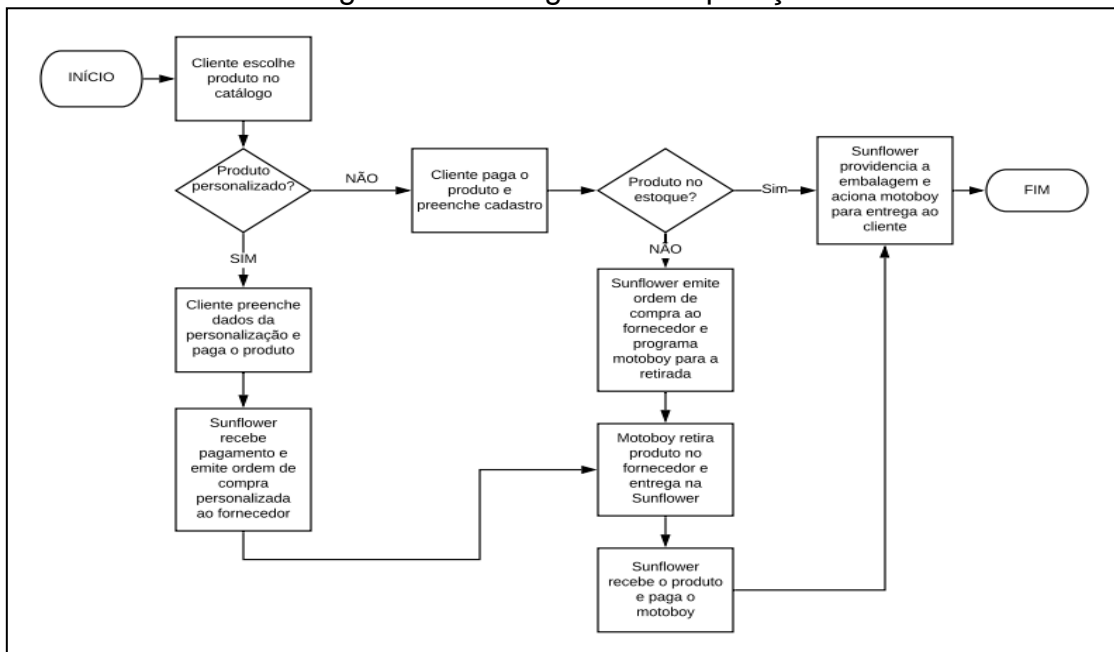 INÍCIO
Cliente escolhe
produto no
catálogo
Produto
personalizado?
NÃO
Cliente paga o
produto e
preenche cadastro
Produto no
estoque?
Sim
Sunflower
providencia a
embalagem e
aciona motoboy
para entrega ao
cliente
FIM
SIM
Cliente preenche
dados da
personalização e
paga o produto
Sunflower
recebe
pagamento e
emite ordem de
compra
personalizada
ao fornecedor
NÃO
Sunflower emite
ordem de
compra ao
fornecedor e
programa
motoboy para a
retirada
Motoboy retira
produto no
fornecedor e
entrega na
Sunflower
Sunflower
recebe o produto
e paga o
motoboy